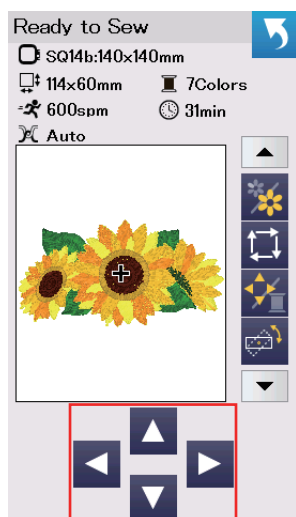 Ready to Sew
SQ14b:140x140mm
114x60mm 7Colors
600spm 31min
Auto